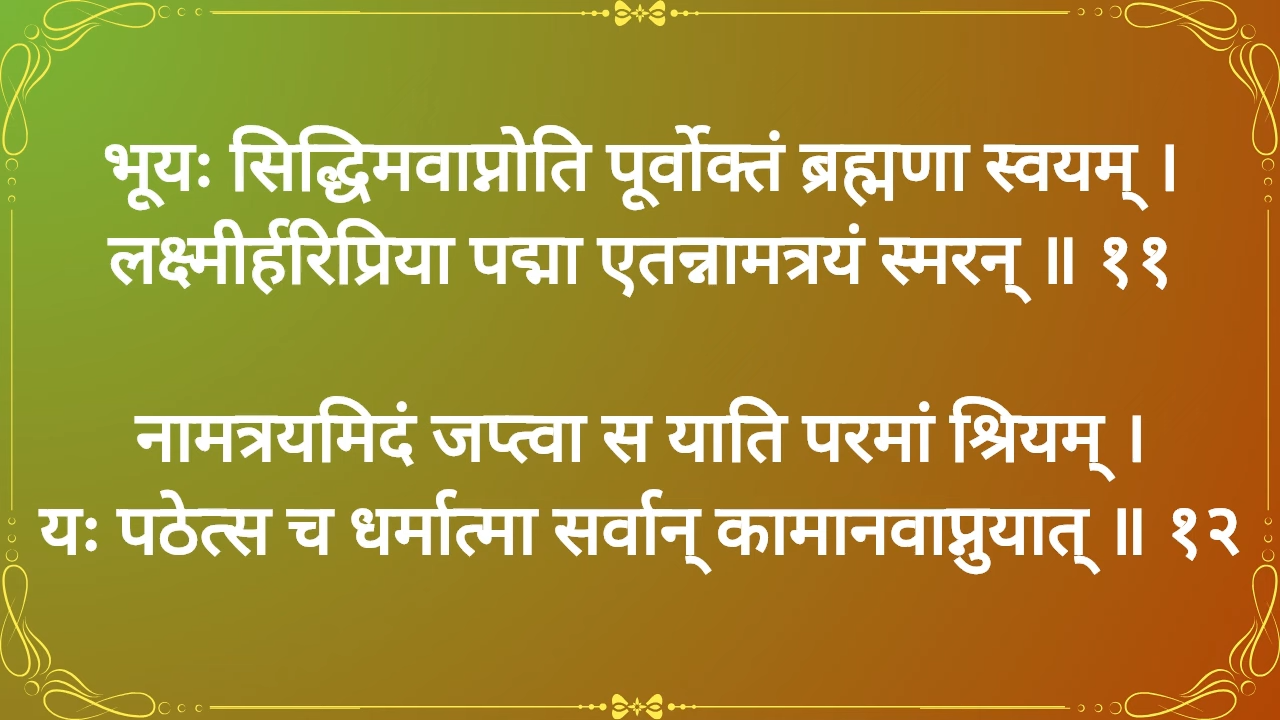 भूयः सिद्धिमवाप्नोति पूर्वोक्तं ब्रह्मणा स्वयम् ।
लक्ष्मीर्हरिप्रिया पद्मा एतन्नामत्रयं स्मरन् ॥ ११
नामत्रयमिदं जप्त्वा स याति परमां श्रियम् ।
यः पठेत्स च धर्मात्मा सर्वान् कामानवाप्नुयात् ॥ १२